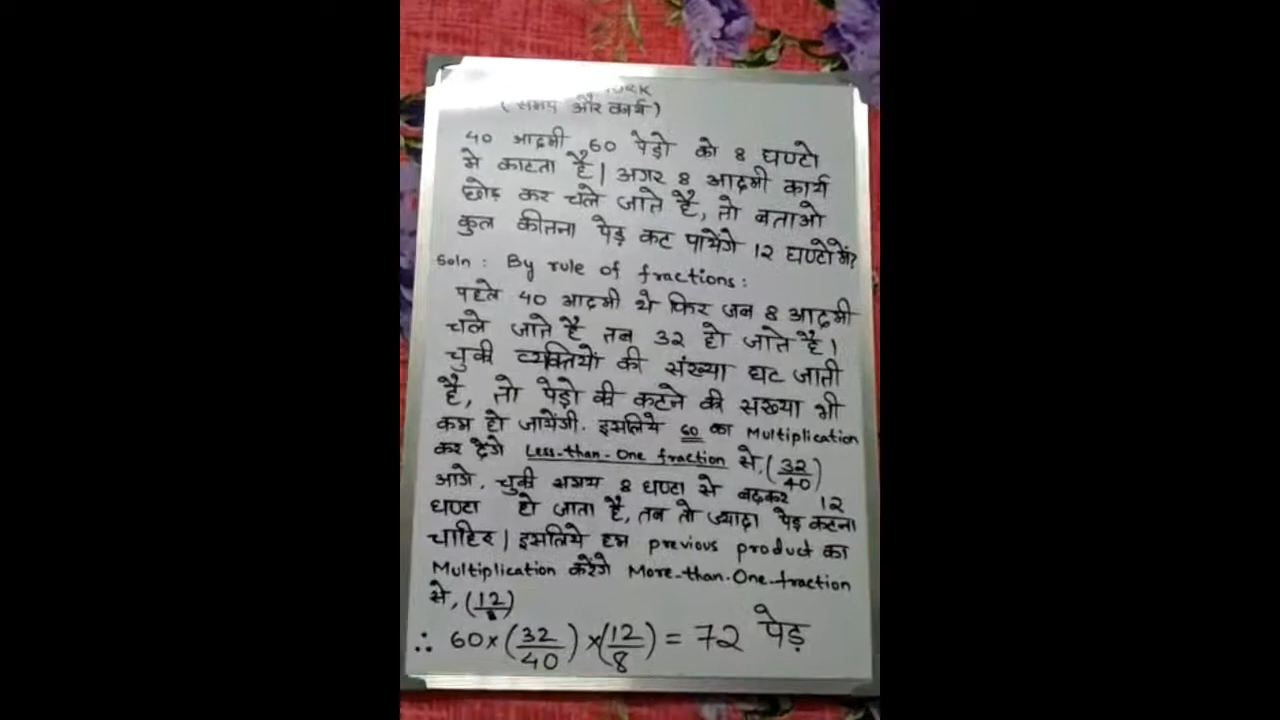 (समय और कार्य)
40 आदमी 60 पेड़ो को 8 घण्टो
मे काटता है। अगर 8 आदमी कार्य
छोड़ कर चले जाते है, तो बताओ
कुल कीतना पेड़ कट पायेंगे 12 घण्टो में?
Soln: By rule of fractions:
पहले 40 आदमी थे फिर जब 8 आदमी
चले जाते है तब 32 हो जाते है।
चुकी व्यक्तियों की संख्या घट जाती
है, तो पेड़ो की कटने की सख्या भी
कम हो जायेंगी. इसलिये 60 का Multiplication
कर देंगे Less-than-One fraction से, (32/40)
आगे, चुकी समय 8 घण्टा से बढ़कर 12
घण्टा हो जाता है, तब तो ज्यादा पेड़ कटना
चाहिए। इसलिये हम previous product का
Multiplication करेंगे More-than-One-fraction
से, (12/8)
∴ 60×(32/40)×(12/8) = 72 पेड़